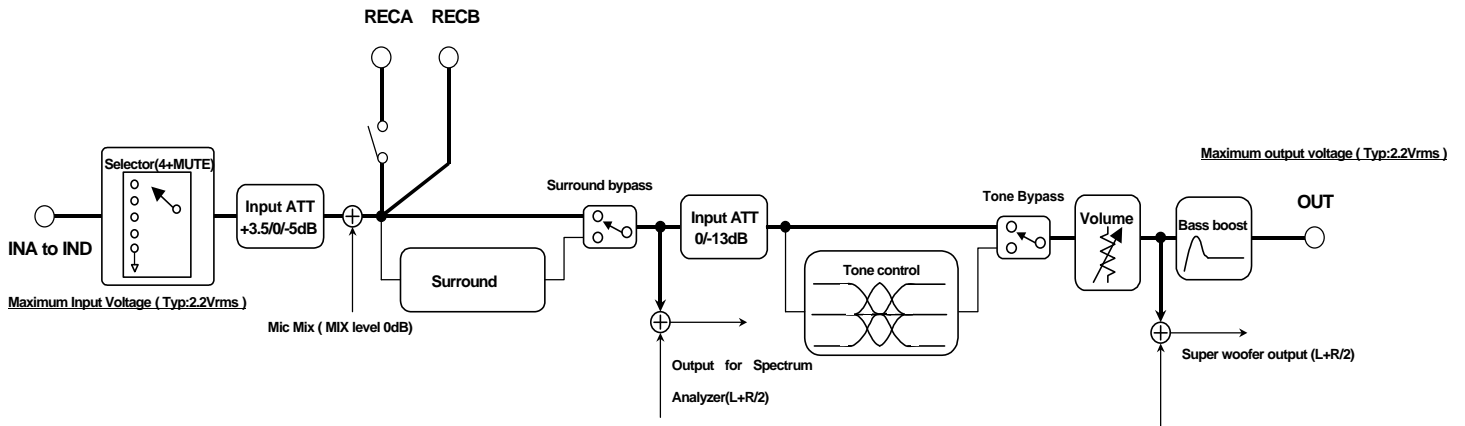 RECA RECB
Maximum output voltage ( Typ:2.2Vrms )
Selector(4+MUTE)
Surround bypass
Tone Bypass
Input ATT
+3.5/0/-5dB
Input ATT
0/-13dB
Volume
Bass boost
OUT
INA to IND
Surround
Tone control
Maximum Input Voltage ( Typ:2.2Vrms )
Mic Mix ( MIX level 0dB)
Output for Spectrum
Analyzer(L+R/2)
Super woofer output (L+R/2)